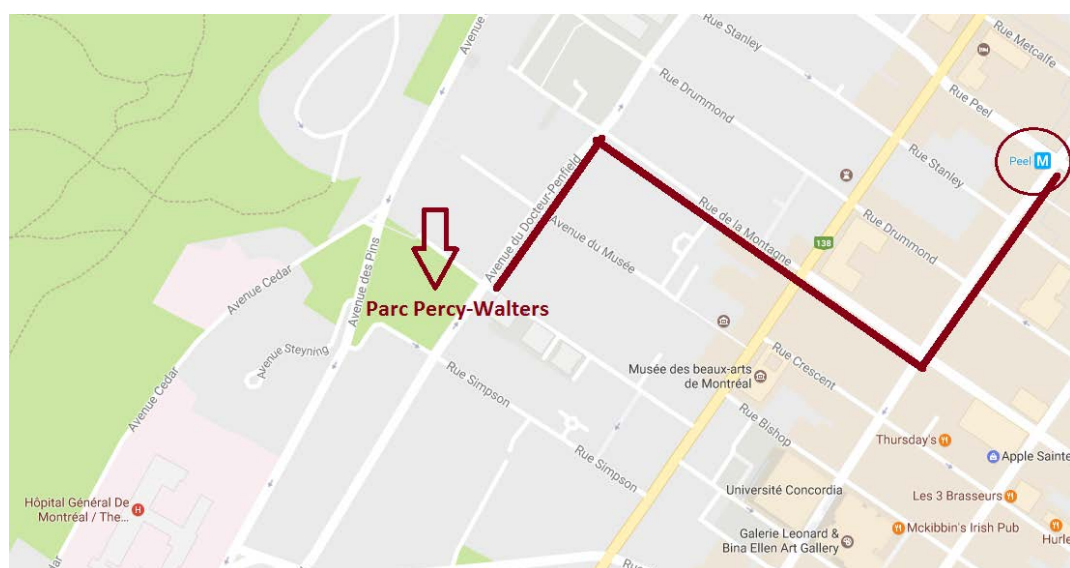 Avenue
Rue Stanley
Rue Metcalfe
Rue Drummond
Rue Peel
Peel M
Rue Stanley
Avenue du Docteur-Penfield
Rue de la Montagne
Avenue du Musée
Rue Drummond
138
Avenue Cedar
Avenue des Pins
Parc Percy-Walters
Avenue Steyning
Avenue Cedar
Rue Simpson
Musée des beaux-arts
de Montréal
Rue Crescent
Rue Bishop
Rue Simpson
Thursday's
Apple Sainte
Université Concordia
Les 3 Brasseurs
Hôpital Général De
Montréal / The...
H
Galerie Leonard &
Bina Ellen Art Gallery
Mckibbin's Irish Pub
Hurle
Rue